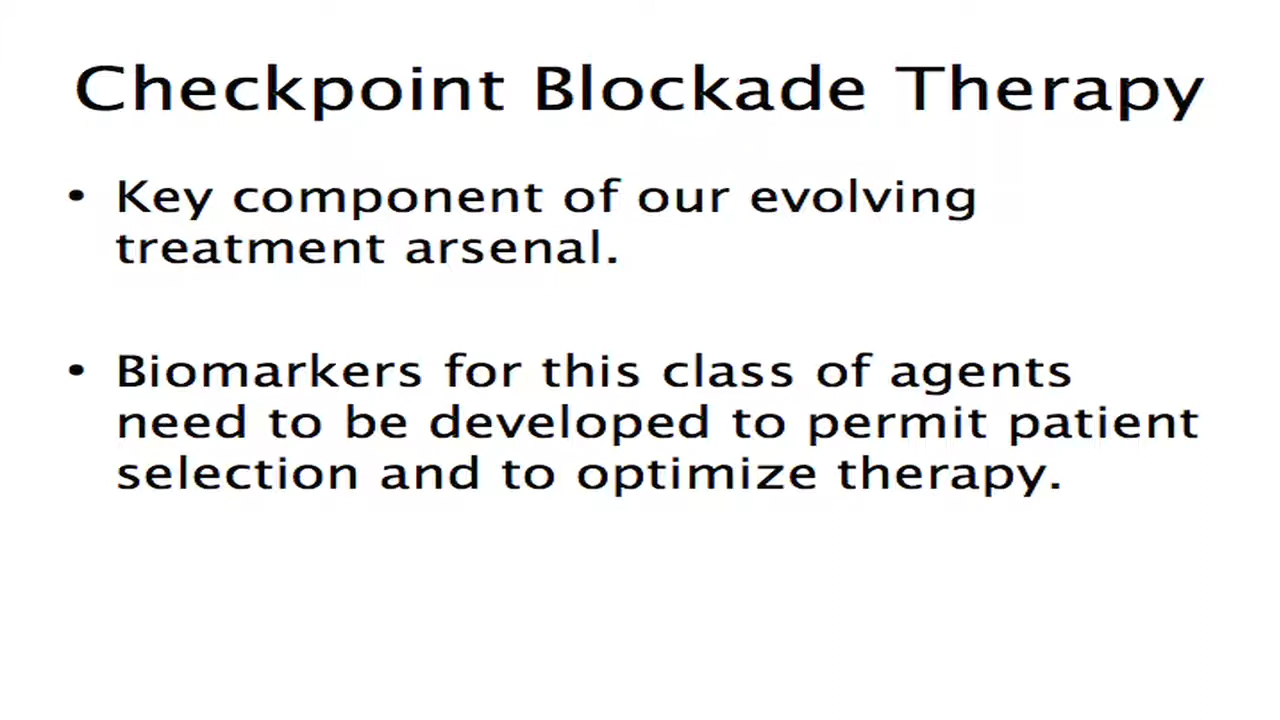 Checkpoint Blockade Therapy
• Key component of our evolving
treatment arsenal.
• Biomarkers for this class of agents
need to be developed to permit patient
selection and to optimize therapy.